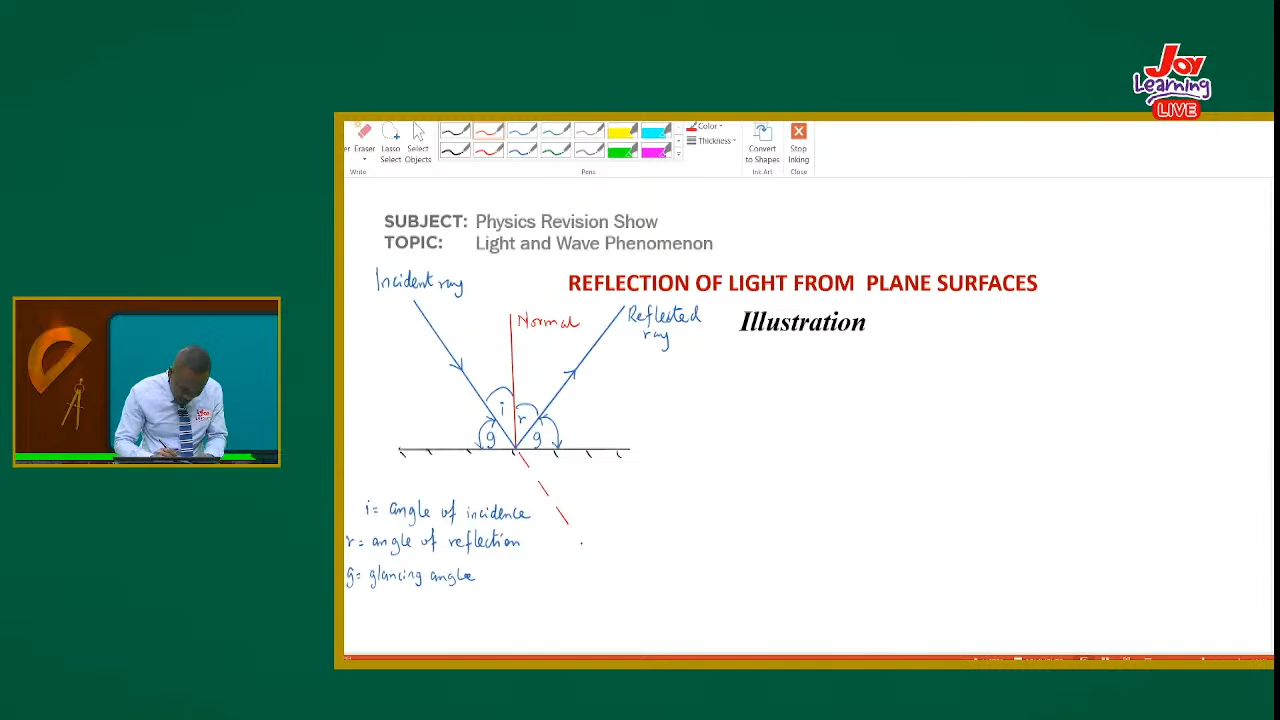 Joy
Learning
LIVE
Eraser
Lasso
Select
Select
Objects
Color
Thickness
Convert
to Shapes
Stop
Inking
Write
Pens
Ink Art
Close
SUBJECT: Physics Revision Show
TOPIC: Light and Wave Phenomenon
REFLECTION OF LIGHT FROM PLANE SURFACES
Illustration
Incident ray
Normal
Reflected
ray
i
r
g
g
i = angle of incidence
r = angle of reflection
g = glancing angle